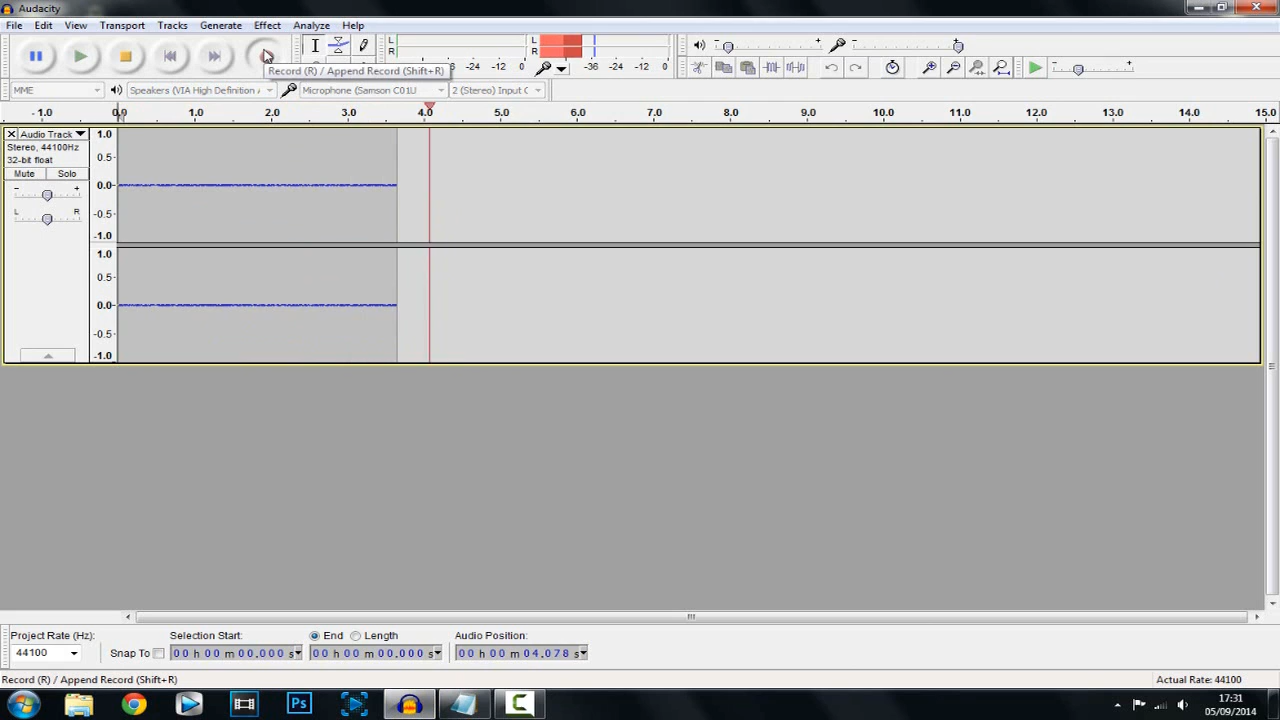 Audacity
File Edit View Transport Tracks Generate Effect Analyze Help
L
R
-12 0
L
R
-36 -24 -12 0
Record (R) / Append Record (Shift+R)
MME
Speakers (VIA High Definition A
Microphone (Samson C01U
2 (Stereo) Input C
-1.0 0.0 1.0 2.0 3.0 4.0 5.0 6.0 7.0 8.0 9.0 10.0 11.0 12.0 13.0 14.0 15.0
Audio Track
Stereo, 44100Hz
32-bit float
Mute Solo
- +
L R
1.0
0.5
0.0
-0.5
-1.0
1.0
0.5
0.0
-0.5
-1.0
Project Rate (Hz): Selection Start: End Length Audio Position:
44100 Snap To 00 h 00 m 00.000 s 00 h 00 m 00.000 s 00 h 00 m 04.078 s
Record (R) / Append Record (Shift+R) Actual Rate: 44100
Ps
C
17:31
05/09/2014